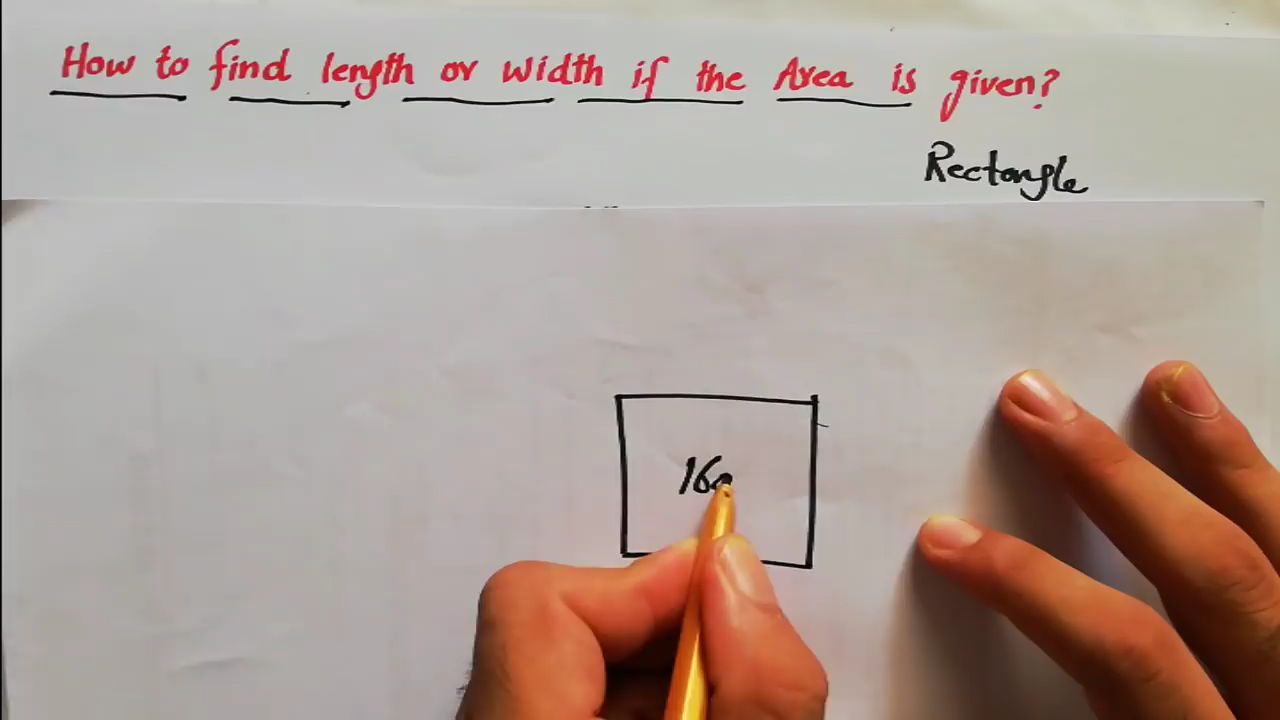 How to find length or width if the Area is given?
Rectangle
16